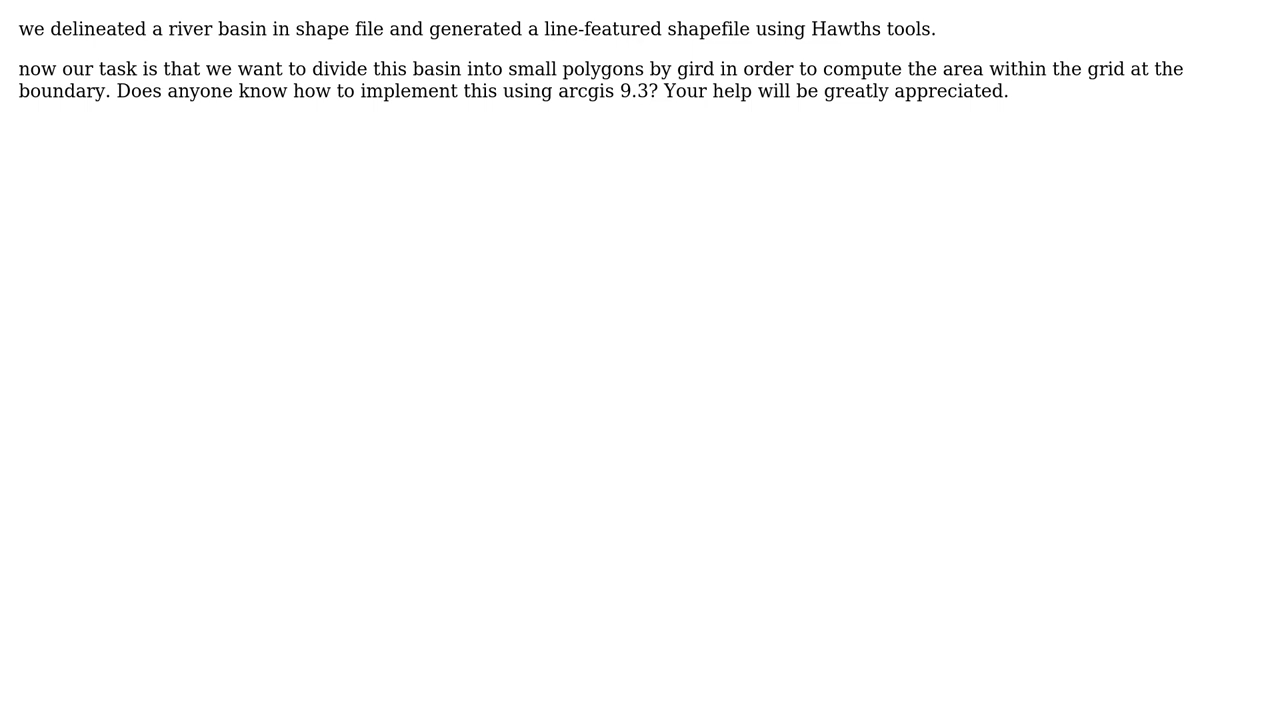 we delineated a river basin in shape file and generated a line-featured shapefile using Hawths tools.
now our task is that we want to divide this basin into small polygons by gird in order to compute the area within the grid at the
boundary. Does anyone know how to implement this using arcgis 9.3? Your help will be greatly appreciated.